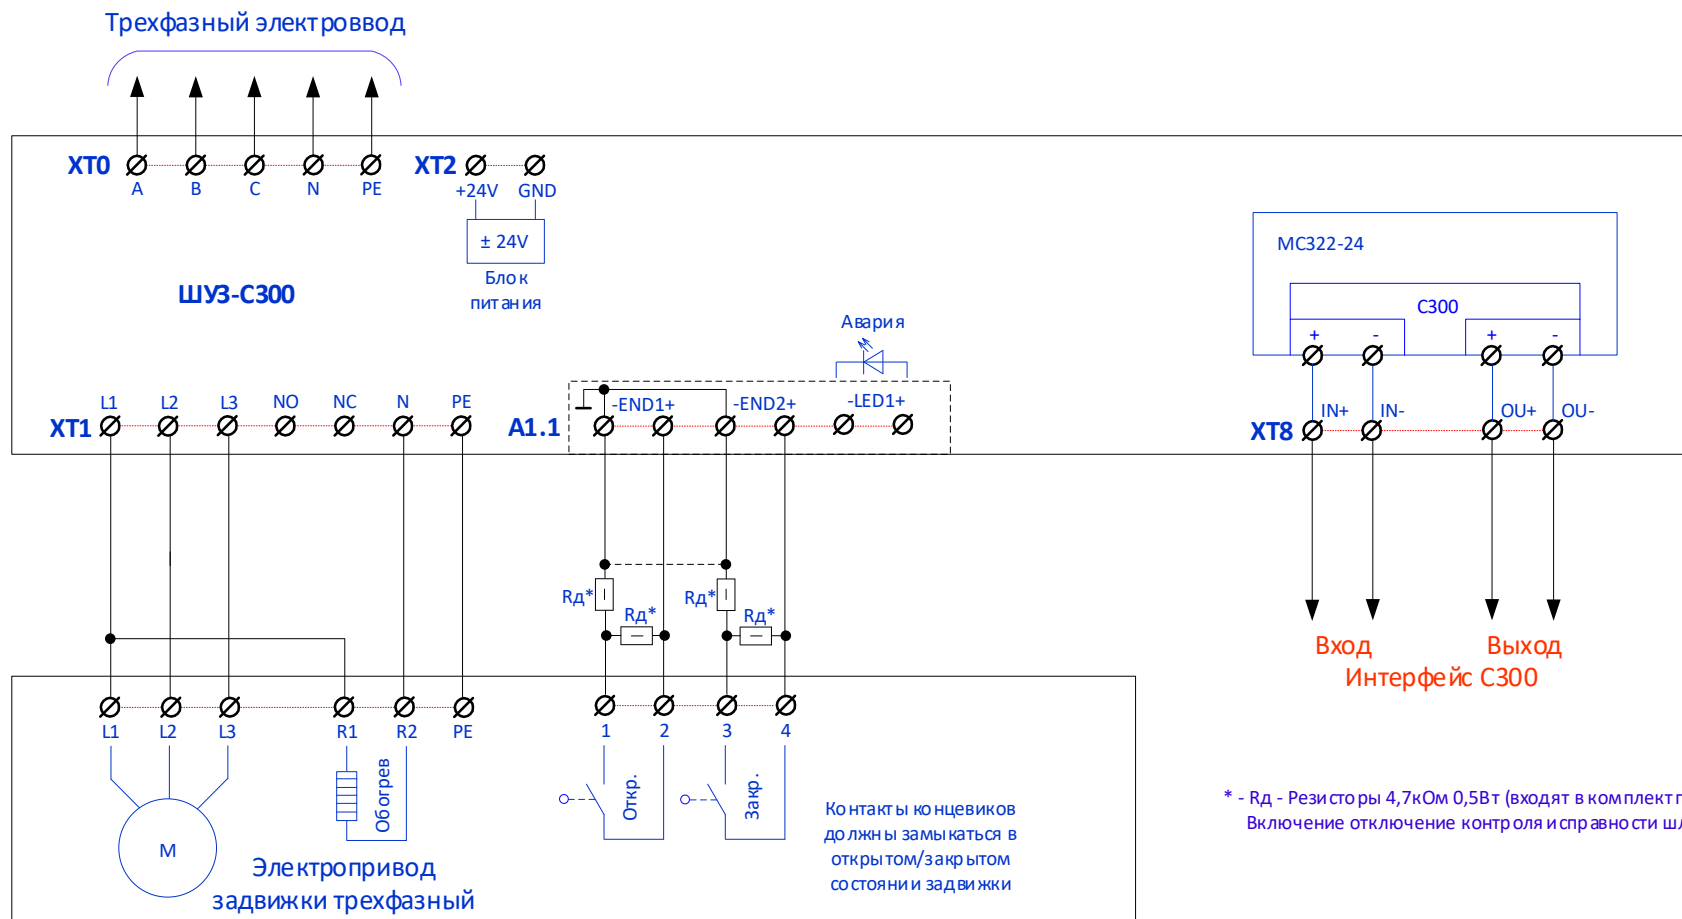 Трехфазный электроввод
XT0
A B C N PE
XT2
+24V GND
± 24V
Блок
питания
ШУЗ-С300
МС322-24
С300
+ - + -
Авария
XT1
L1 L2 L3 NO NC N PE
A1.1
-END1+ -END2+ -LED1+
XT8
IN+ IN- OU+ OU-
Rд* Rд*
Rд* Rд*
Вход Выход
Интерфейс С300
L1 L2 L3 R1 R2 PE
1 2 3 4
Обогрев
Откр.
Закр.
M
Электропривод
задвижки трехфазный
Контакты концевиков
должны замыкаться в
открытом/закрытом
состоянии задвижки
* - Rд - Резисторы 4,7кОм 0,5Вт (входят в комплект
Включение отключение контроля исправности